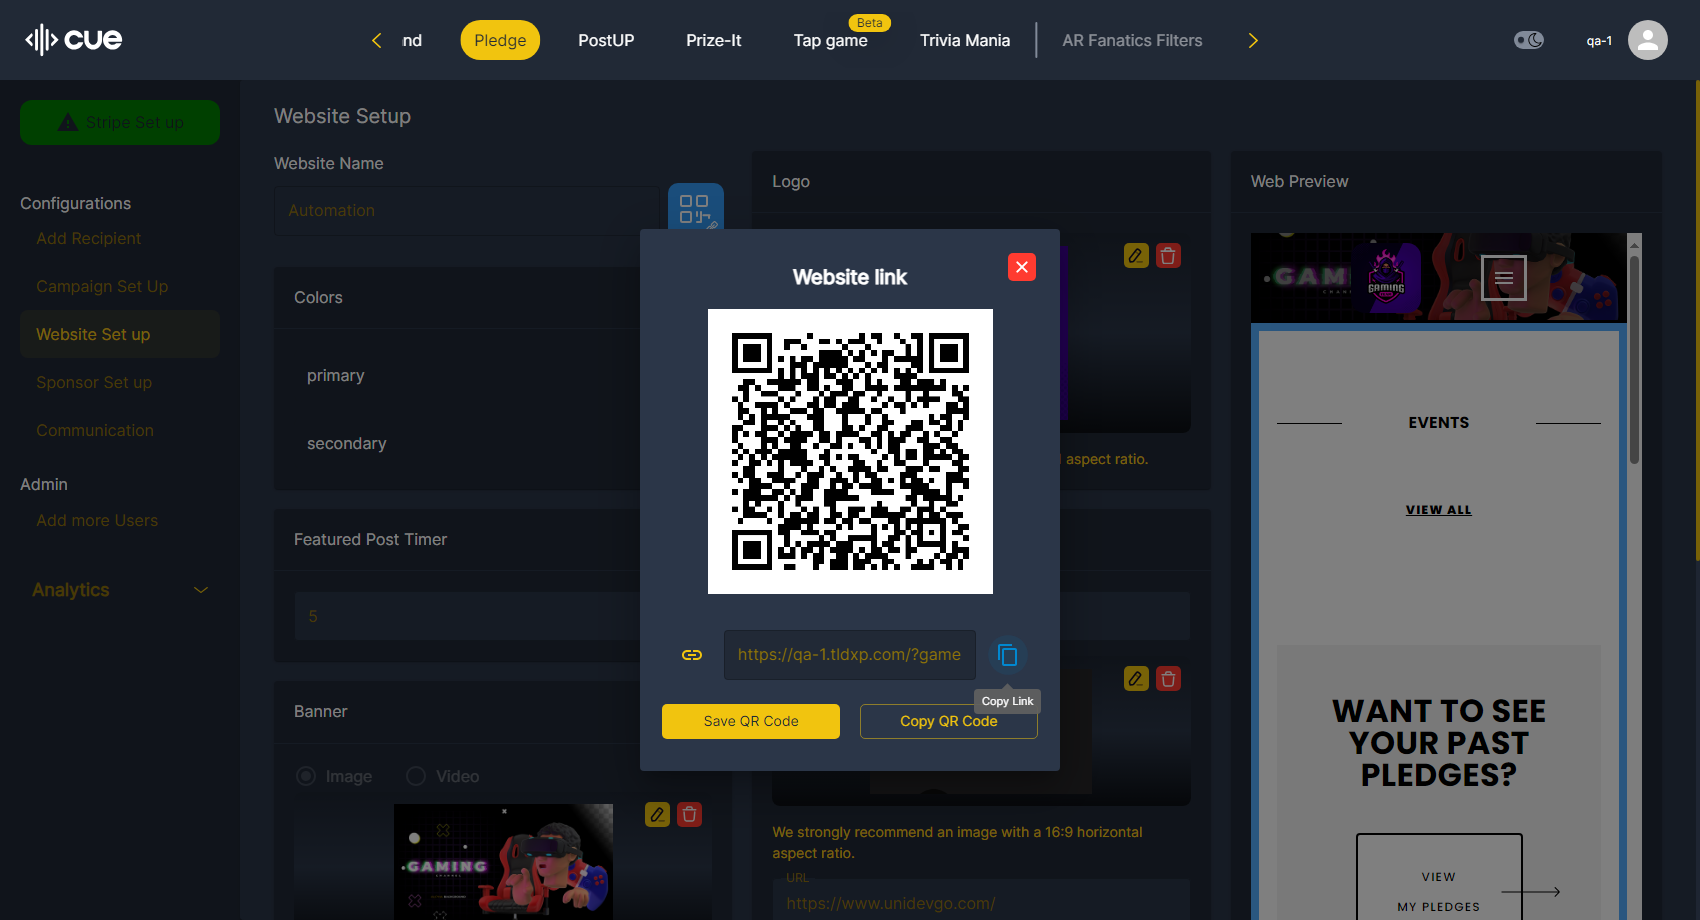 cue
nd
Pledge
PostUP
Prize-It
Beta
Tap game
Trivia Mania
AR Fanatics Filters
qa-1
Stripe Set up
Configurations
Add Recipient
Campaign Set Up
Website Set up
Sponsor Set up
Communication
Admin
Add more Users
Analytics
Website Setup
Website Name
Automation
Colors
primary
secondary
Featured Post Timer
5
Banner
Image
Video
GAMING
Logo
aspect ratio.
Website link
https://qa-1.tldxp.com/?game
Copy Link
Save QR Code
Copy QR Code
We strongly recommend an image with a 16:9 horizontal
aspect ratio.
URL
https://www.unidevgo.com/
Web Preview
GAMI
GAMING
EVENTS
VIEW ALL
WANT TO SEE
YOUR PAST
PLEDGES?
VIEW
MY PLEDGES